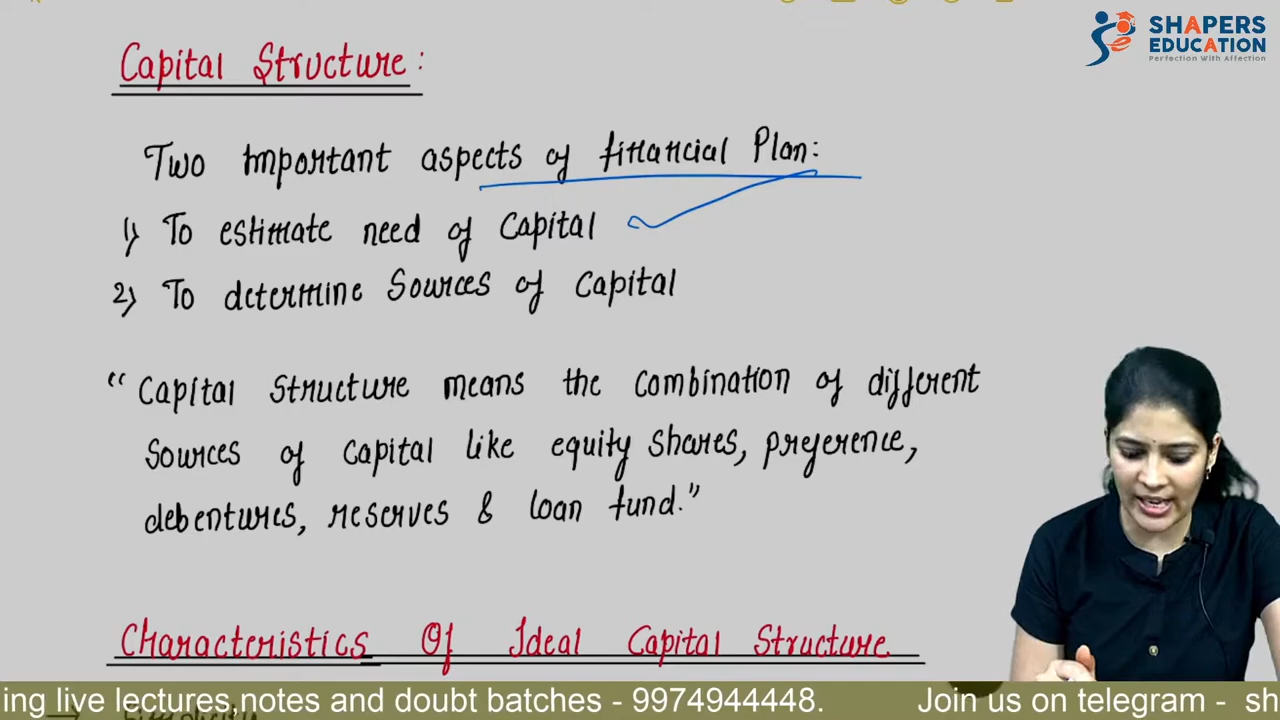 SHAPERS
EDUCATION
Perfection With Affection
Capital Structure:
Two Important aspects of financial Plan:
1) To estimate need of Capital
2) To determine Sources of Capital
“ Capital Structure means the combination of different
Sources of Capital like equity shares, preference,
debentures, reserves & loan fund.”
Characteristics Of Ideal Capital Structure
ing live lectures,notes and doubt batches - 9974944448. Join us on telegram - sh